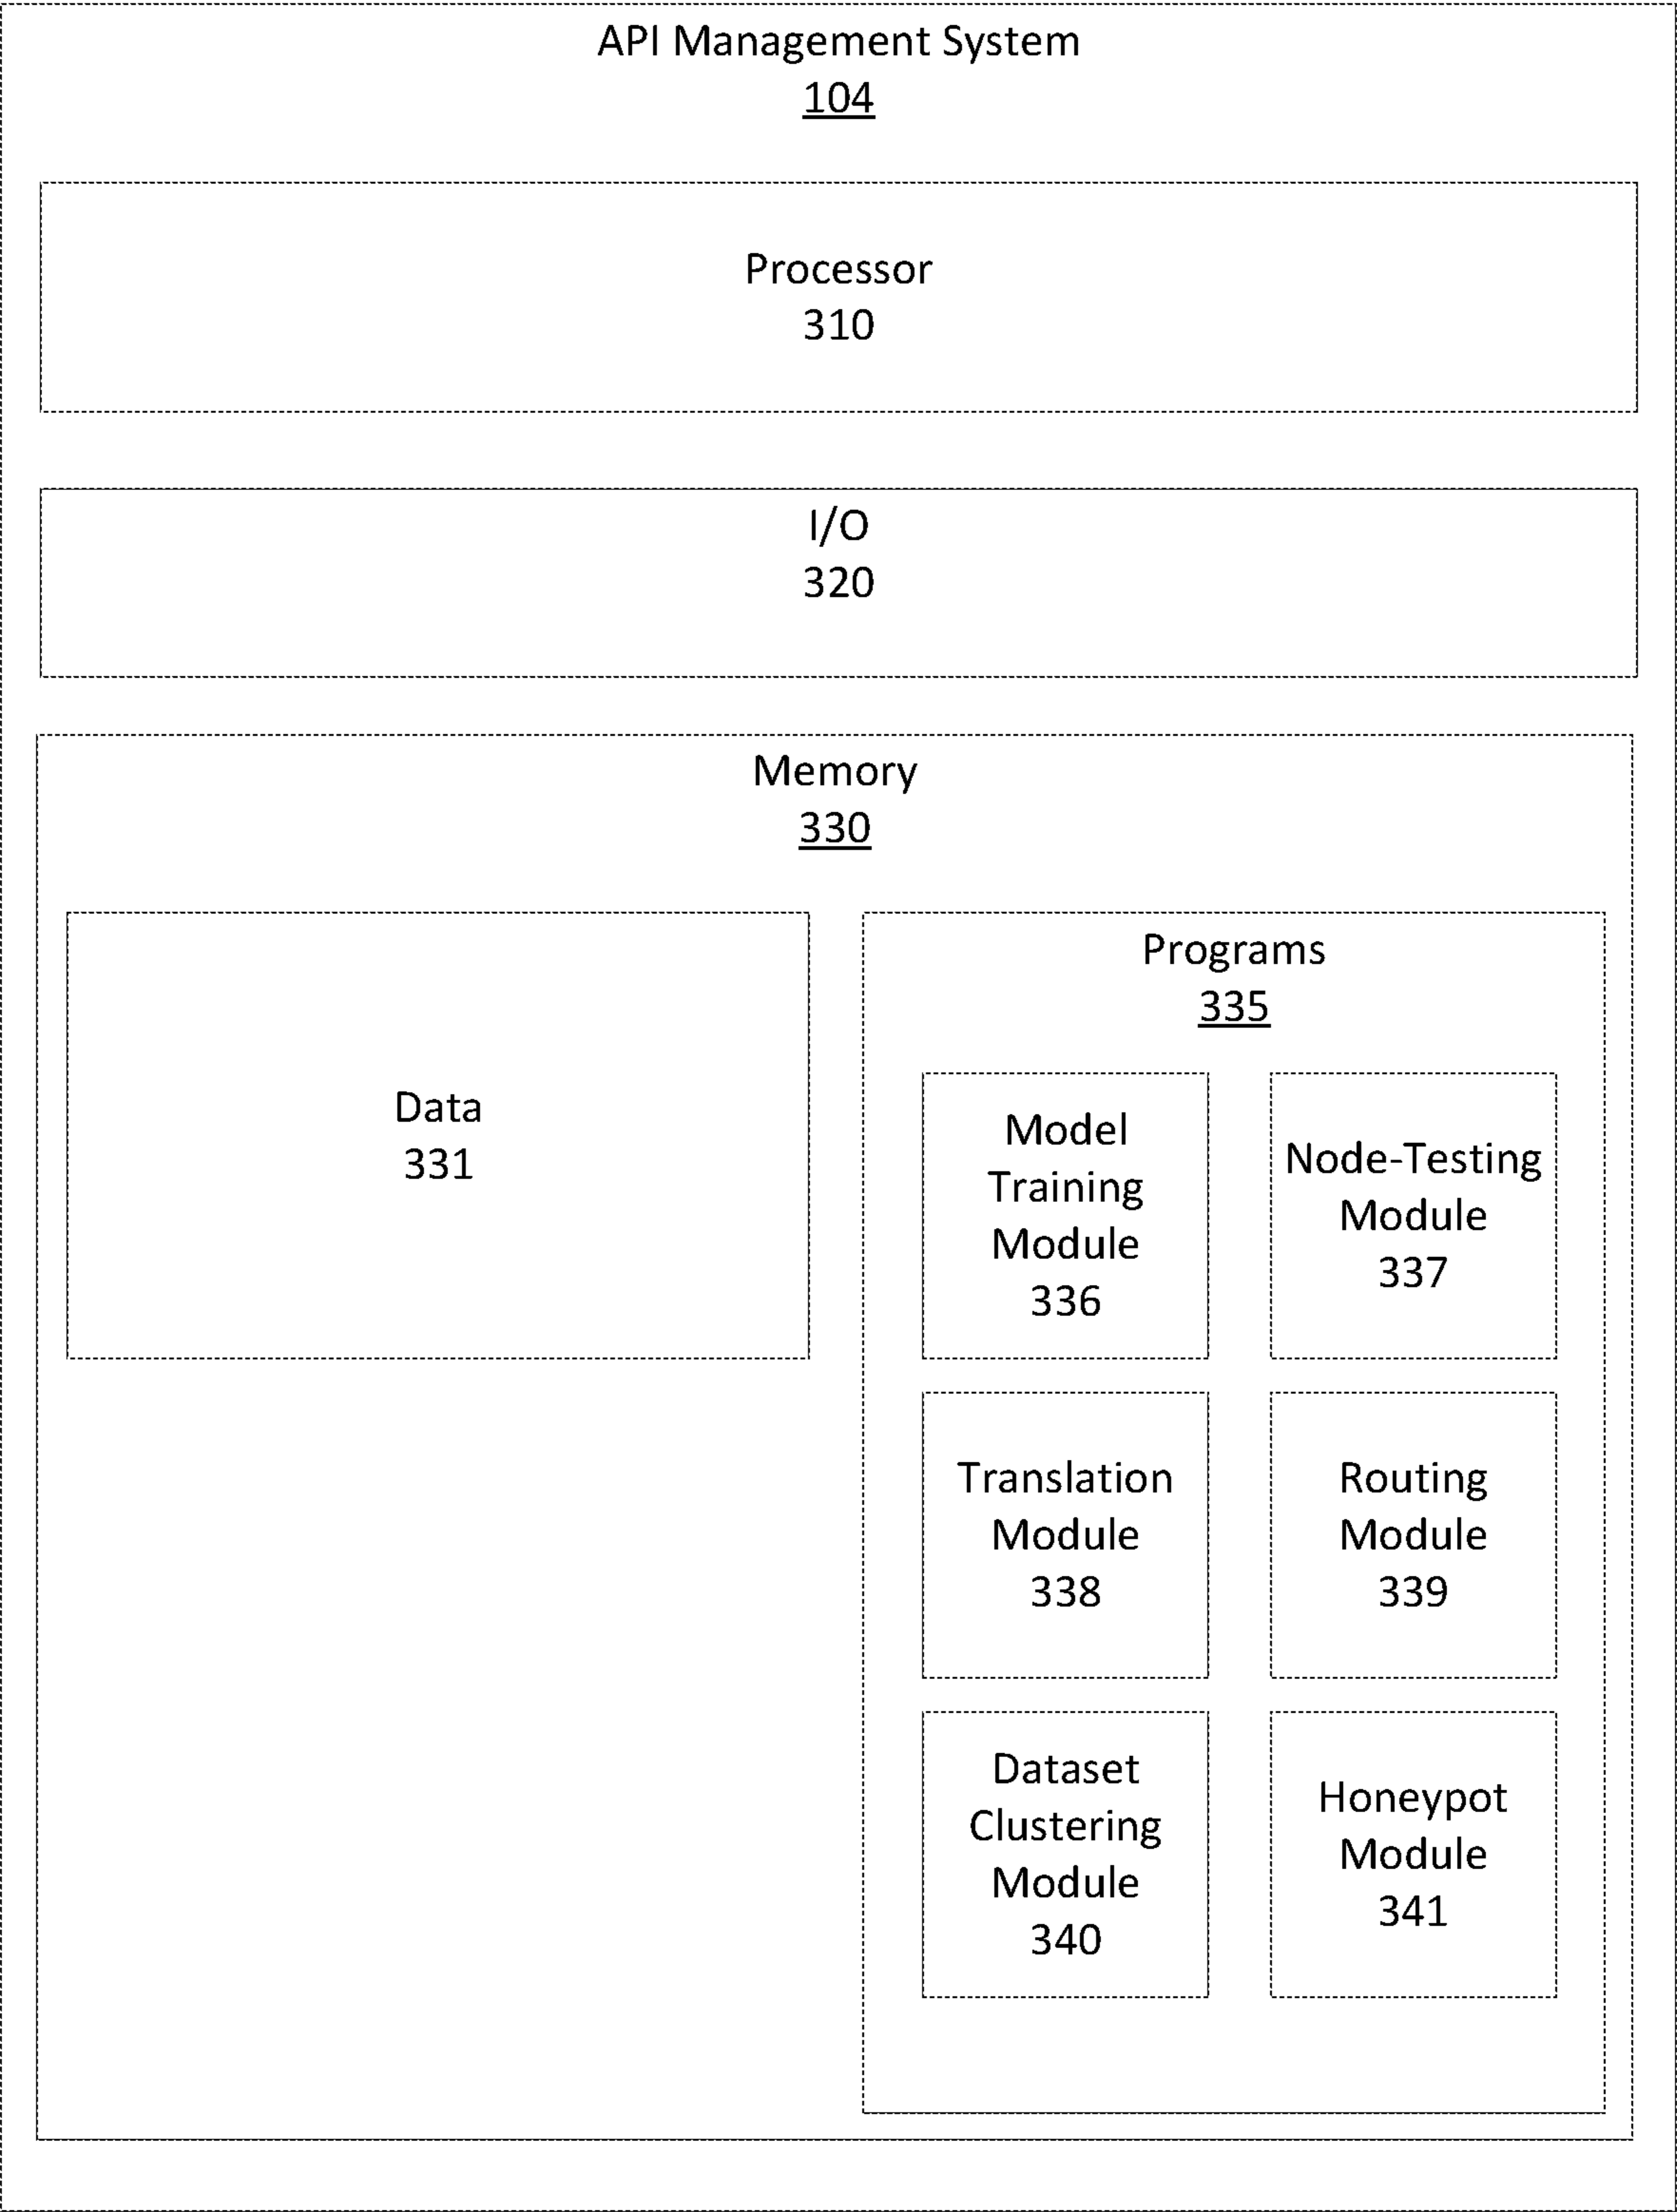 API Management System
104
Processor
310
I/O
320
Memory
330
Data
331
Programs
335
Model
Training
Module
336
Node-Testing
Module
337
Translation
Module
338
Routing
Module
339
Dataset
Clustering
Module
340
Honeypot
Module
341